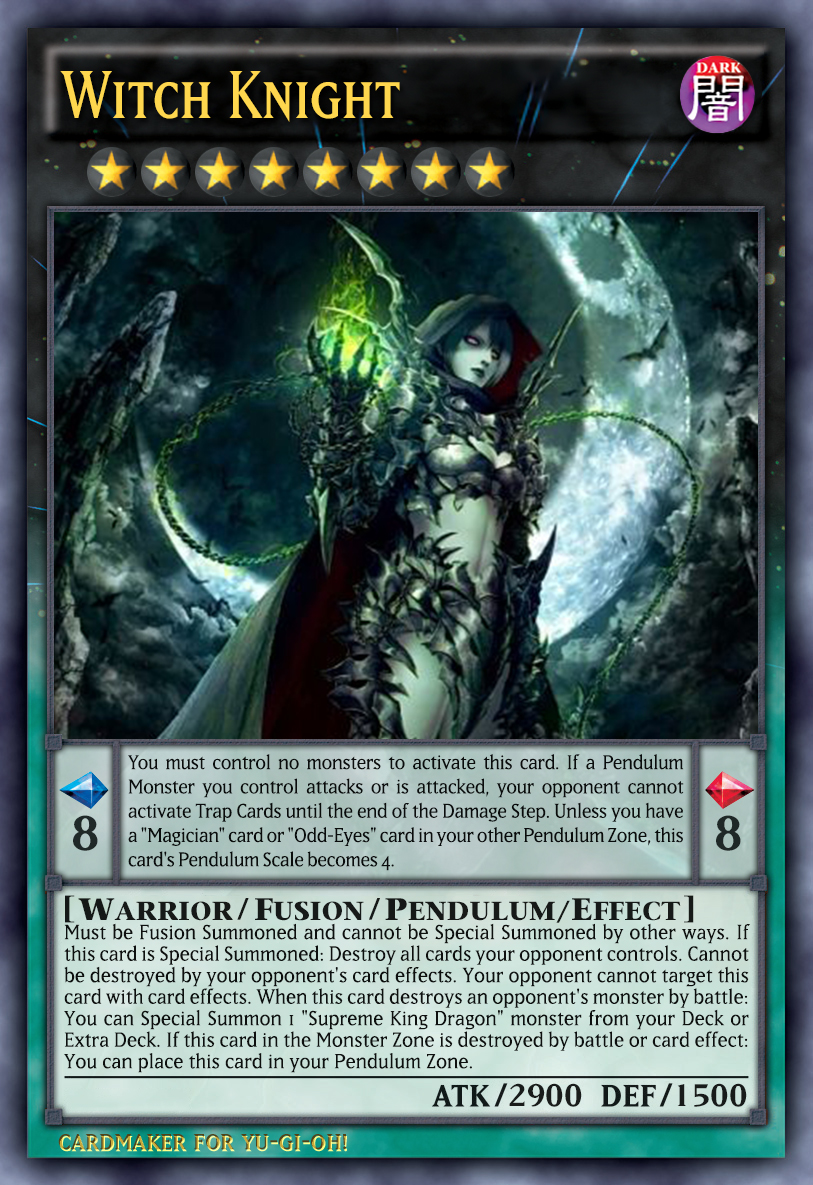 Witch Knight
DARK
闇
You must control no monsters to activate this card. If a Pendulum
Monster you control attacks or is attacked, your opponent cannot
activate Trap Cards until the end of the Damage Step. Unless you have
a "Magician" card or "Odd-Eyes" card in your other Pendulum Zone, this
card's Pendulum Scale becomes 4.
8
8
[Warrior/Fusion/Pendulum/Effect]
Must be Fusion Summoned and cannot be Special Summoned by other ways. If
this card is Special Summoned: Destroy all cards your opponent controls. Cannot
be destroyed by your opponent's card effects. Your opponent cannot target this
card with card effects. When this card destroys an opponent's monster by battle:
You can Special Summon 1 "Supreme King Dragon" monster from your Deck or
Extra Deck. If this card in the Monster Zone is destroyed by battle or card effect:
You can place this card in your Pendulum Zone.
ATK/2900 DEF/1500
CARDMAKER FOR YU-GI-OH!